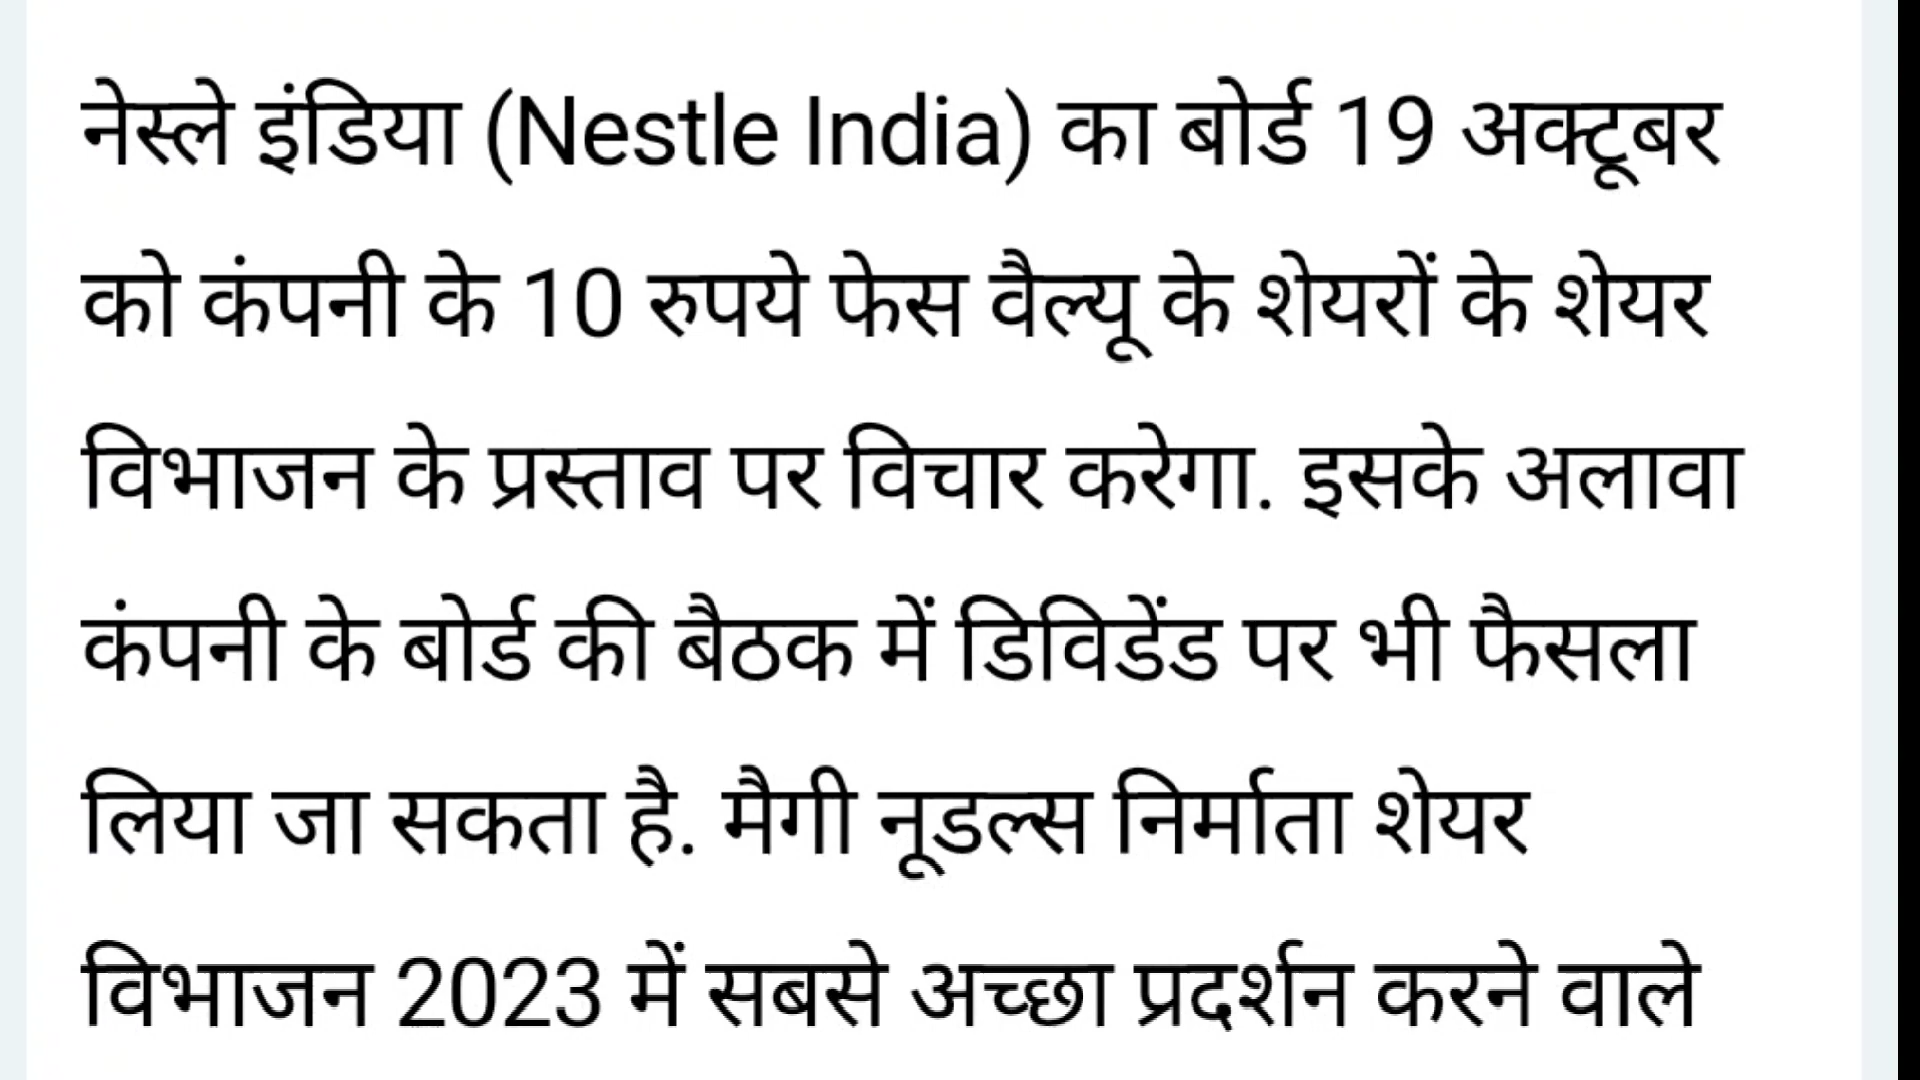 नेस्ले इंडिया (Nestle India) का बोर्ड 19 अक्टूबर
को कंपनी के 10 रुपये फेस वैल्यू के शेयरों के शेयर
विभाजन के प्रस्ताव पर विचार करेगा. इसके अलावा
कंपनी के बोर्ड की बैठक में डिविडेंड पर भी फैसला
लिया जा सकता है. मैगी नूडल्स निर्माता शेयर
विभाजन 2023 में सबसे अच्छा प्रदर्शन करने वाले